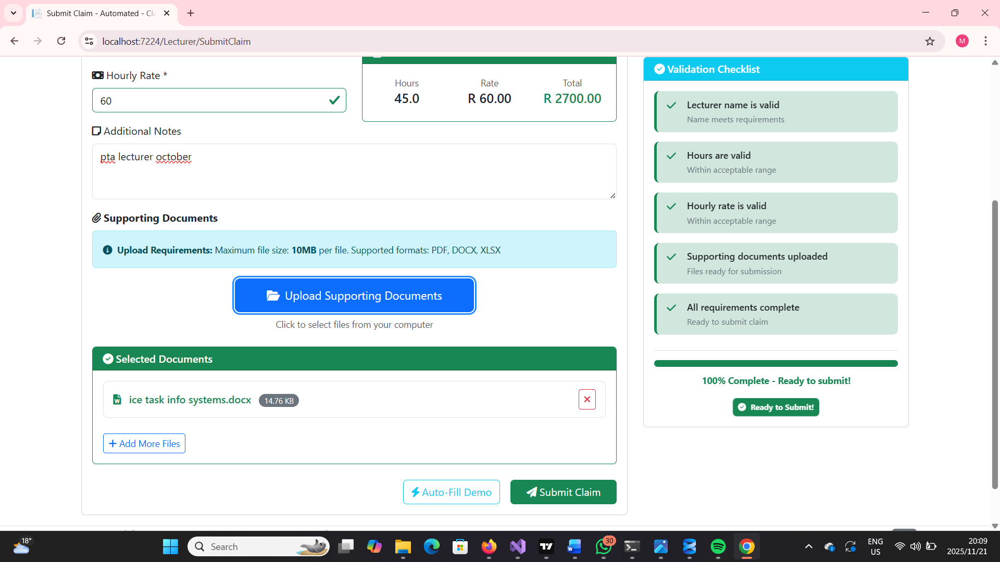 Submit Claim - Automated - Cla
localhost:7224/Lecturer/SubmitClaim
M
Hourly Rate *
60
Hours
45.0
Rate
R 60.00
Total
R 2700.00
Additional Notes
pta lecturer october
Supporting Documents
Upload Requirements: Maximum file size: 10MB per file. Supported formats: PDF, DOCX, XLSX
Upload Supporting Documents
Click to select files from your computer
Selected Documents
ice task info systems.docx 14.76 KB
Add More Files
Auto-Fill Demo
Submit Claim
Validation Checklist
Lecturer name is valid
Name meets requirements
Hours are valid
Within acceptable range
Hourly rate is valid
Within acceptable range
Supporting documents uploaded
Files ready for submission
All requirements complete
Ready to submit claim
100% Complete - Ready to submit!
Ready to Submit!
18°
Search
30
ENG
US
20:09
2025/11/21